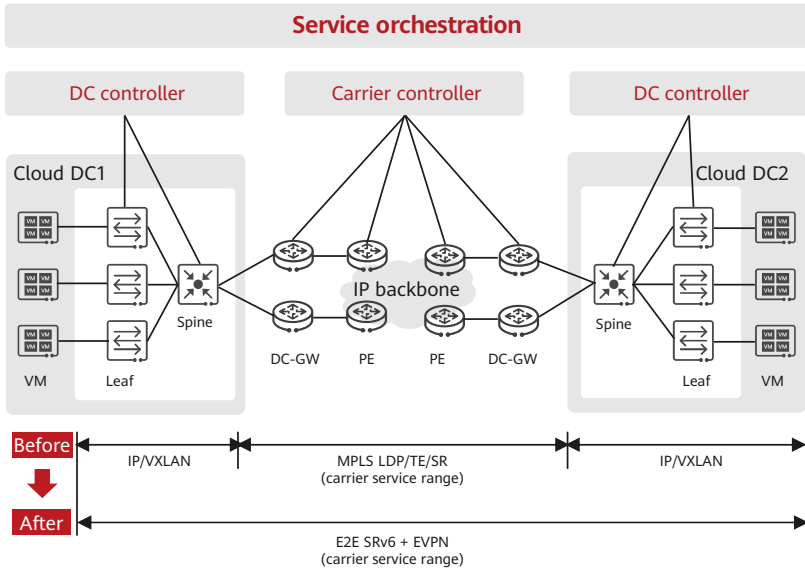 Service orchestration
DC controller
Carrier controller
DC controller
Cloud DC1
Cloud DC2
VM VM
VM VM
VM VM
VM VM
VM VM
VM VM
VM VM
VM VM
VM VM
VM VM
VM VM
VM VM
IP backbone
Spine
Spine
VM
Leaf
DC-GW
PE
PE
DC-GW
Leaf
VM
Before
IP/VXLAN
MPLS LDP/TE/SR
(carrier service range)
IP/VXLAN
After
E2E SRv6 + EVPN
(carrier service range)